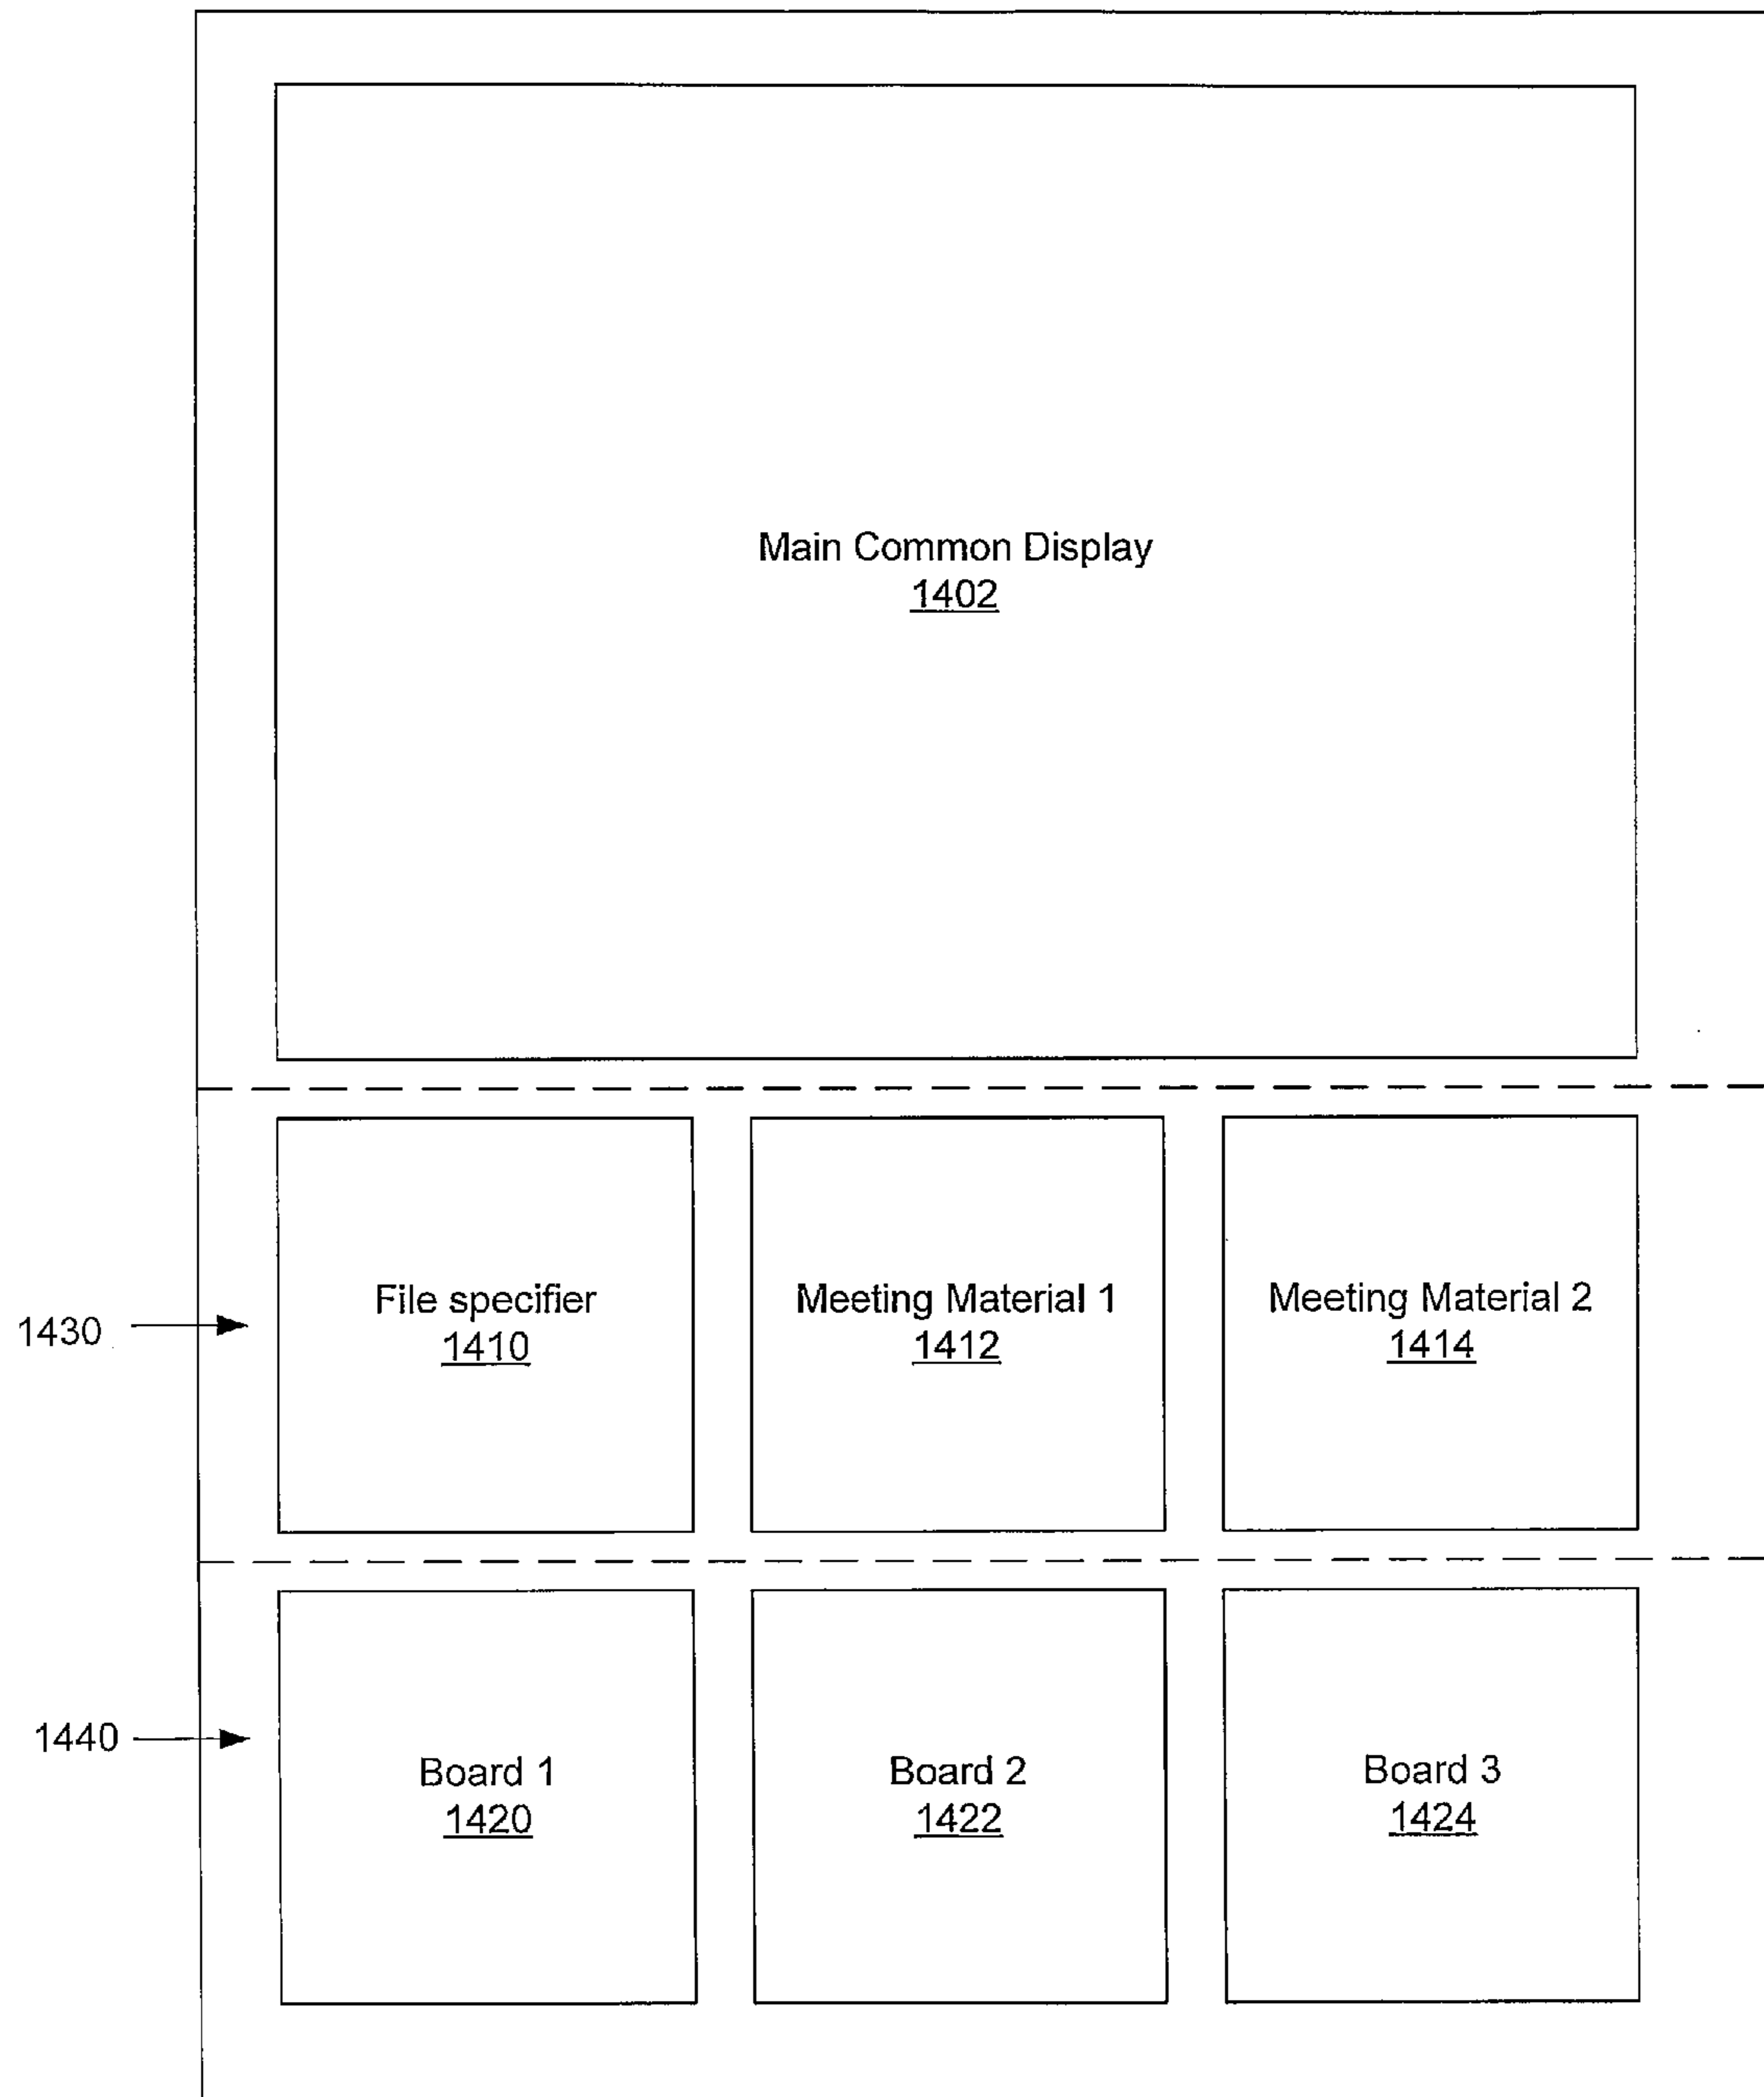 Main Common Display
1402
File specifier
1410
Meeting Material 1
1412
Meeting Material 2
1414
1430
Board 1
1420
Board 2
1422
Board 3
1424
1440